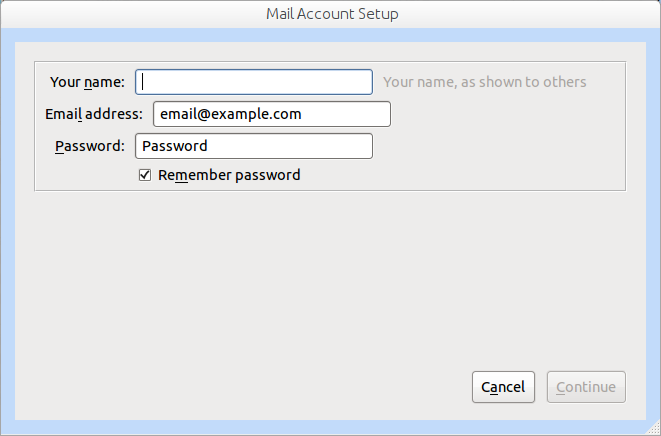 Mail Account Setup
Your name: Your name, as shown to others
Email address: email@example.com
Password: Password
Remember password
Cancel Continue